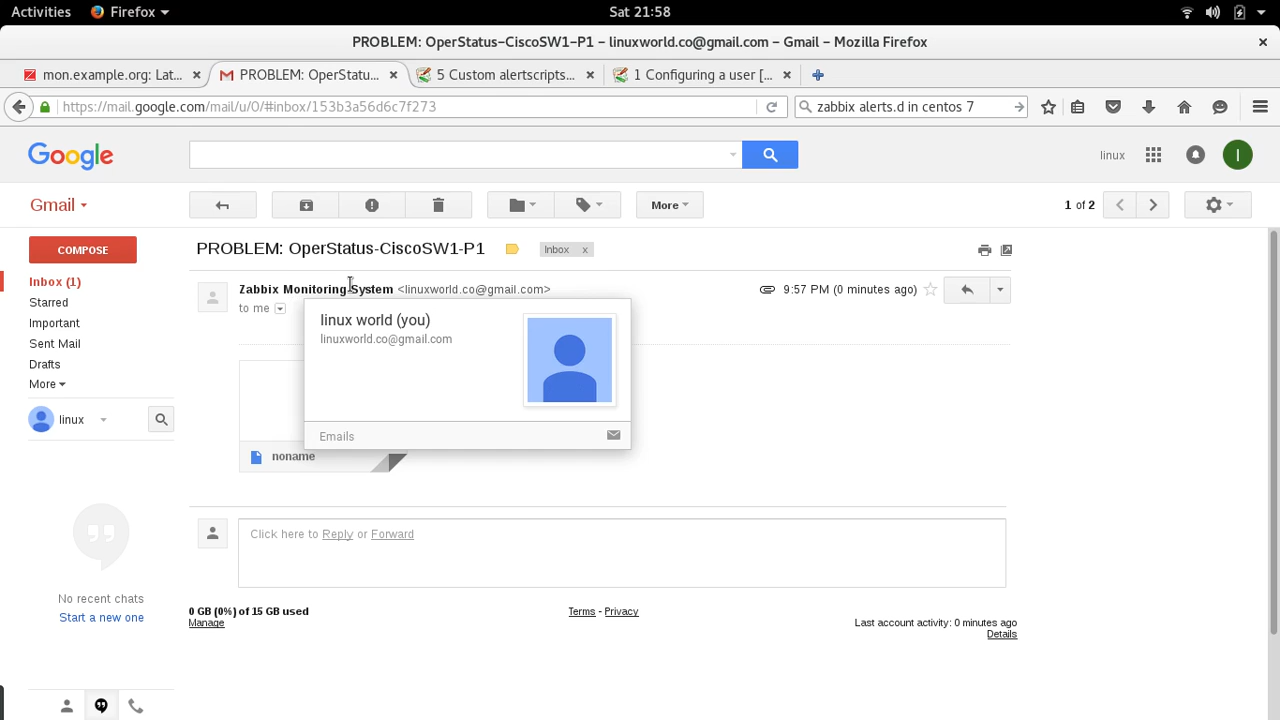 Activities Firefox Sat 21:58
PROBLEM: OperStatus-CiscoSW1-P1 – linuxworld.co@gmail.com – Gmail – Mozilla Firefox
mon.example.org: Lat... PROBLEM: OperStatu... 5 Custom alertscripts... 1 Configuring a user [...
https://mail.google.com/mail/u/0/#inbox/153b3a56d6c7f273 zabbix alerts.d in centos 7
Google linux I
Gmail More 1 of 2
COMPOSE PROBLEM: OperStatus-CiscoSW1-P1 Inbox x
Inbox (1)
Starred
Important
Sent Mail
Drafts
More
linux
Zabbix Monitoring System <linuxworld.co@gmail.com> 9:57 PM (0 minutes ago)
to me
linux world (you)
linuxworld.co@gmail.com
Emails
noname
Click here to Reply or Forward
No recent chats
Start a new one
0 GB (0%) of 15 GB used
Manage
Terms - Privacy
Last account activity: 0 minutes ago
Details